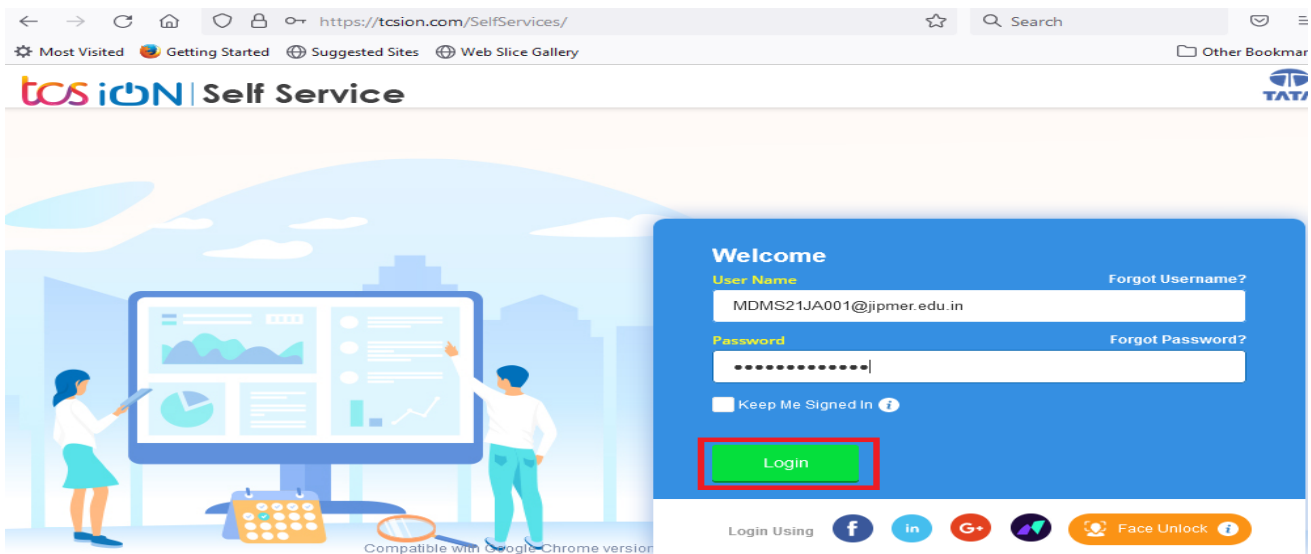 https://tcsion.com/SelfServices/
Search
Most Visited Getting Started Suggested Sites Web Slice Gallery Other Bookmar
tcs iON | Self Service
TATA
Welcome
User Name Forgot Username?
MDMS21JA001@jipmer.edu.in
Password Forgot Password?
•••••••••••••
Keep Me Signed In i
Login
Login Using f in G+ Face Unlock i
Compatible with Google Chrome version